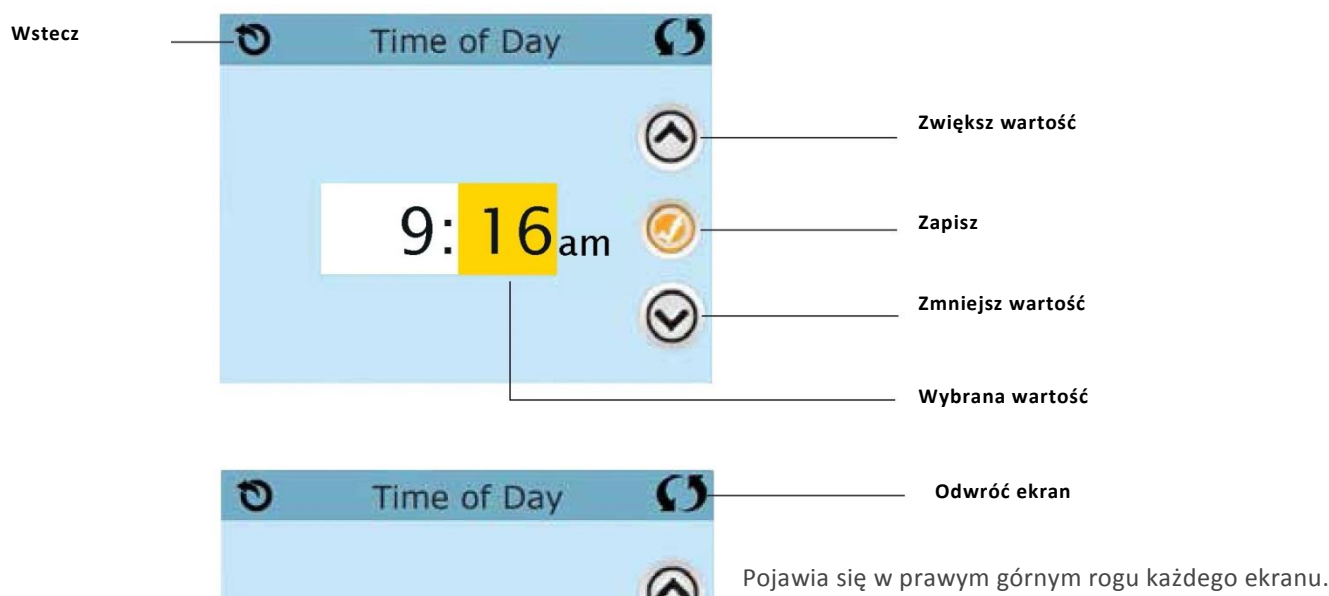 Wstecz
Time of Day
Zwiększ wartość
9:16am
Zapisz
Zmniejsz wartość
Wybrana wartość
Time of Day
Odwróć ekran
Pojawia się w prawym górnym rogu każdego ekranu.